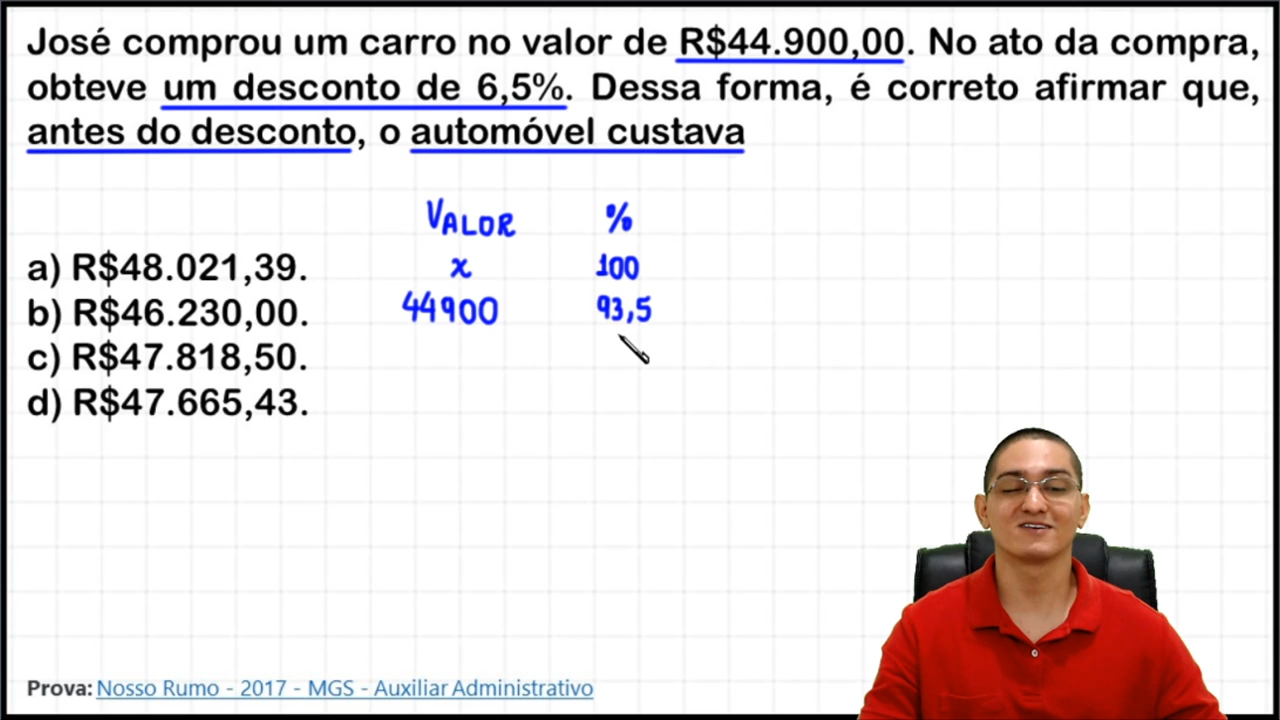 José comprou um carro no valor de R$44.900,00. No ato da compra,
obteve um desconto de 6,5%. Dessa forma, é correto afirmar que,
antes do desconto, o automóvel custava
VALOR %
a) R$48.021,39. x 100
b) R$46.230,00. 44900 93,5
c) R$47.818,50.
d) R$47.665,43.
Prova: Nosso Rumo - 2017 - MGS - Auxiliar Administrativo